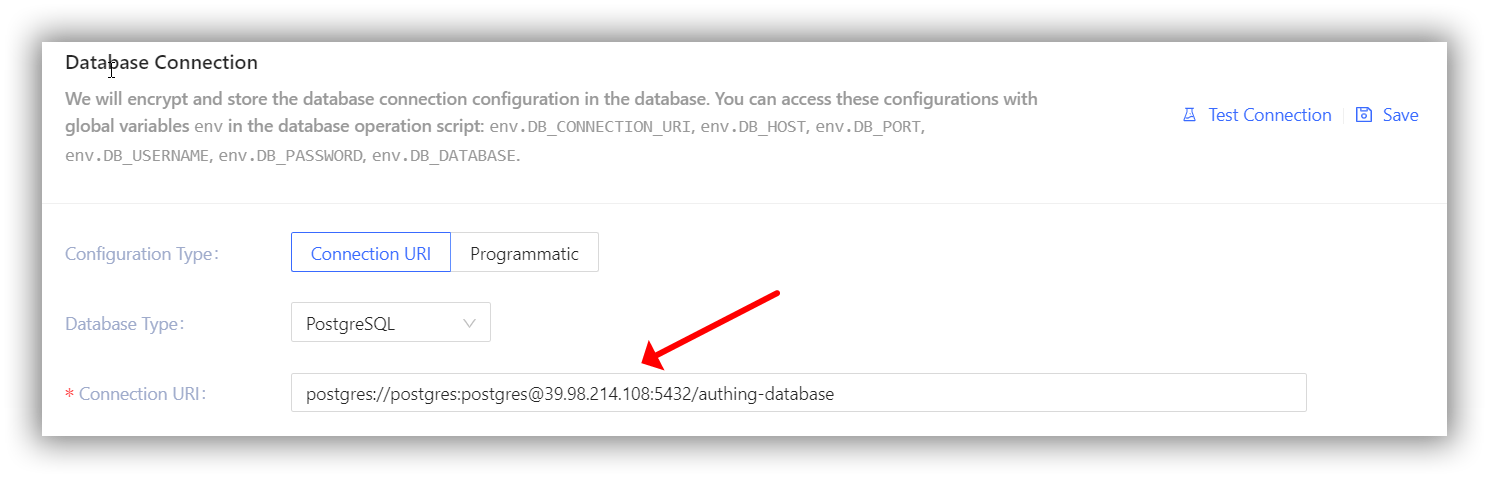 Database Connection
We will encrypt and store the database connection configuration in the database. You can access these configurations with
global variables env in the database operation script: env.DB_CONNECTION_URI, env.DB_HOST, env.DB_PORT,
env.DB_USERNAME, env.DB_PASSWORD, env.DB_DATABASE.
Test Connection
Save
Configuration Type:
Connection URI
Programmatic
Database Type:
PostgreSQL
* Connection URI:
postgres://postgres:postgres@39.98.214.108:5432/authing-database